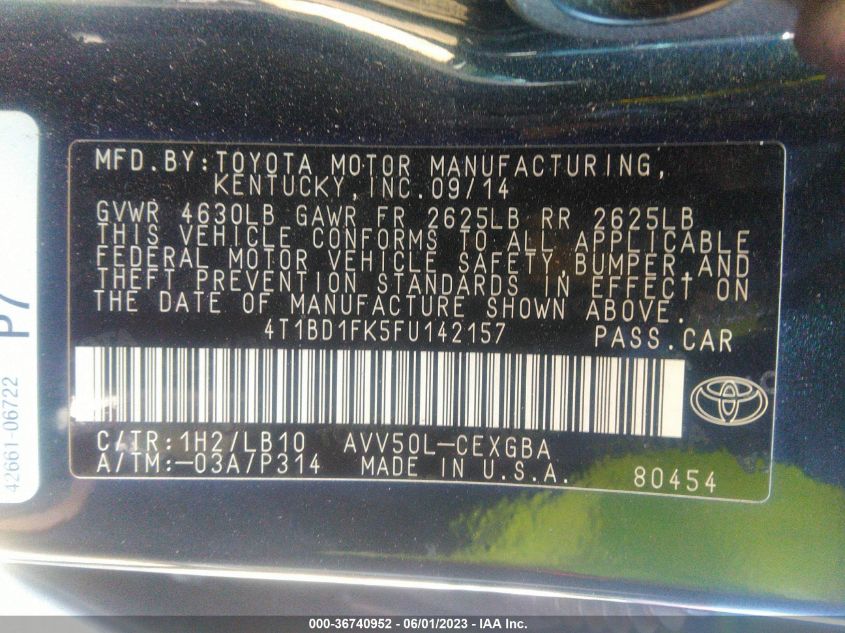 MFD.BY:TOYOTA MOTOR MANUFACTURING,
KENTUCKY,INC.09/14
GVWR 4630LB GAWR FR 2625LB RR 2625LB
THIS VEHICLE CONFORMS TO ALL APPLICABLE
FEDERAL MOTOR VEHICLE SAFETY,BUMPER,AND
THEFT PREVENTION STANDARDS IN EFFECT ON
THE DATE OF MANUFACTURE SHOWN ABOVE.
4T1BD1FK5FU142157 PASS.CAR
C/TR:1H2/LB10 AVV50L-CEXGBA
A/TM:-03A/P314 MADE IN U.S.A. 80454
P7
42661-06722
000-36740952 / 06/01/2023 - IAA Inc.